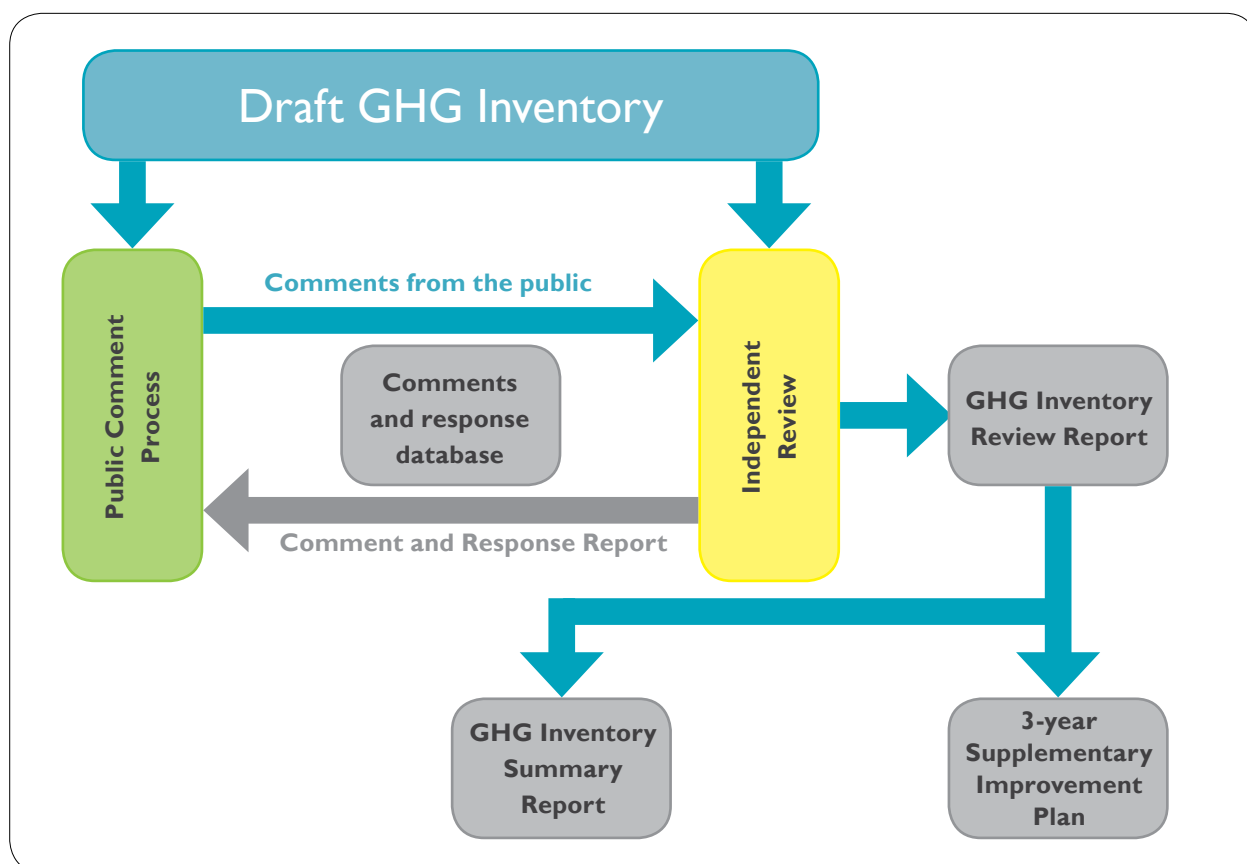 Draft GHG Inventory
Public Comment
Process
Comments from the public
Comments
and response
database
Comment and Response Report
Independent
Review
GHG Inventory
Review Report
GHG Inventory
Summary
Report
3-year
Supplementary
Improvement
Plan